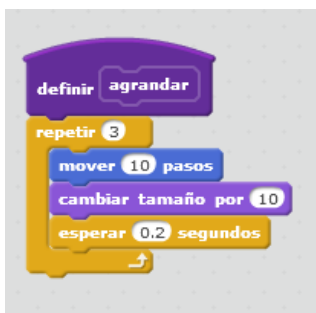 definir agrandar
repetir 3
mover 10 pasos
cambiar tamaño por 10
esperar 0.2 segundos